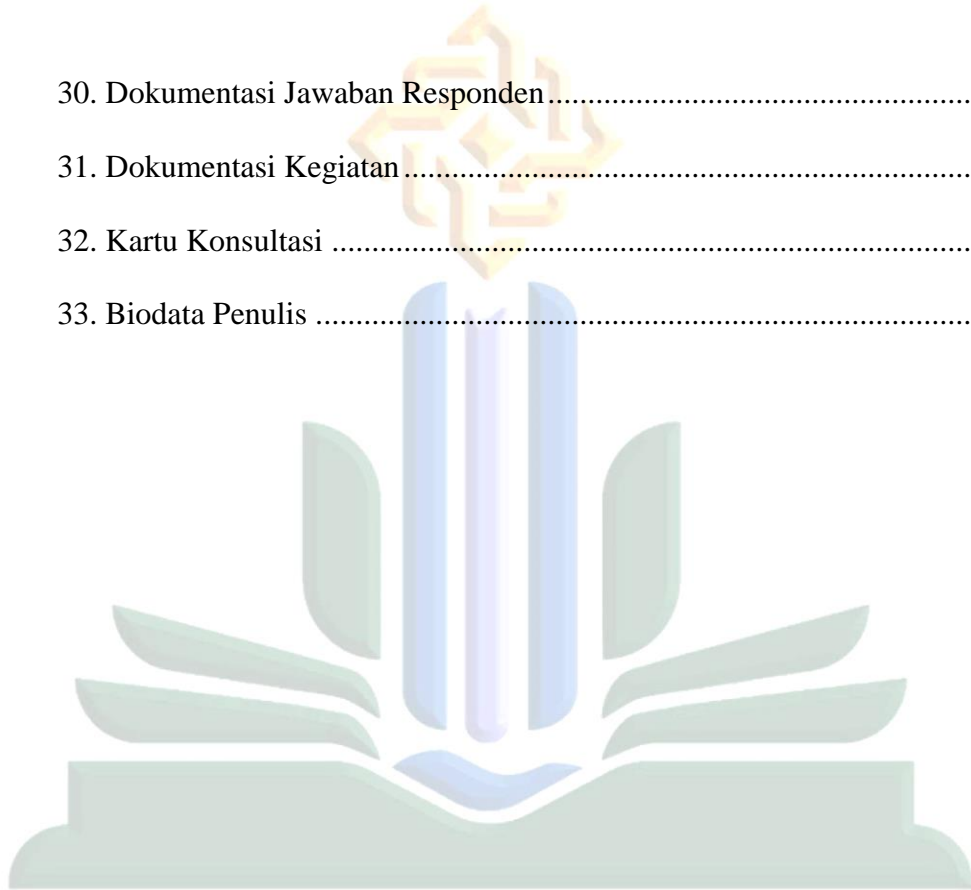 30. Dokumentasi Jawaban Responden....................................................
31. Dokumentasi Kegiatan......................................................................
32. Kartu Konsultasi ...............................................................................
33. Biodata Penulis .................................................................................